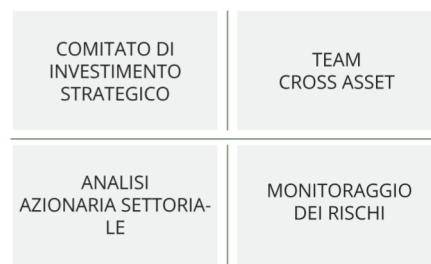 COMITATO DI
INVESTIMENTO
STRATEGICO
TEAM
CROSS ASSET
ANALISI
AZIONARIA SETTORIA-
LE
MONITORAGGIO
DEI RISCHI